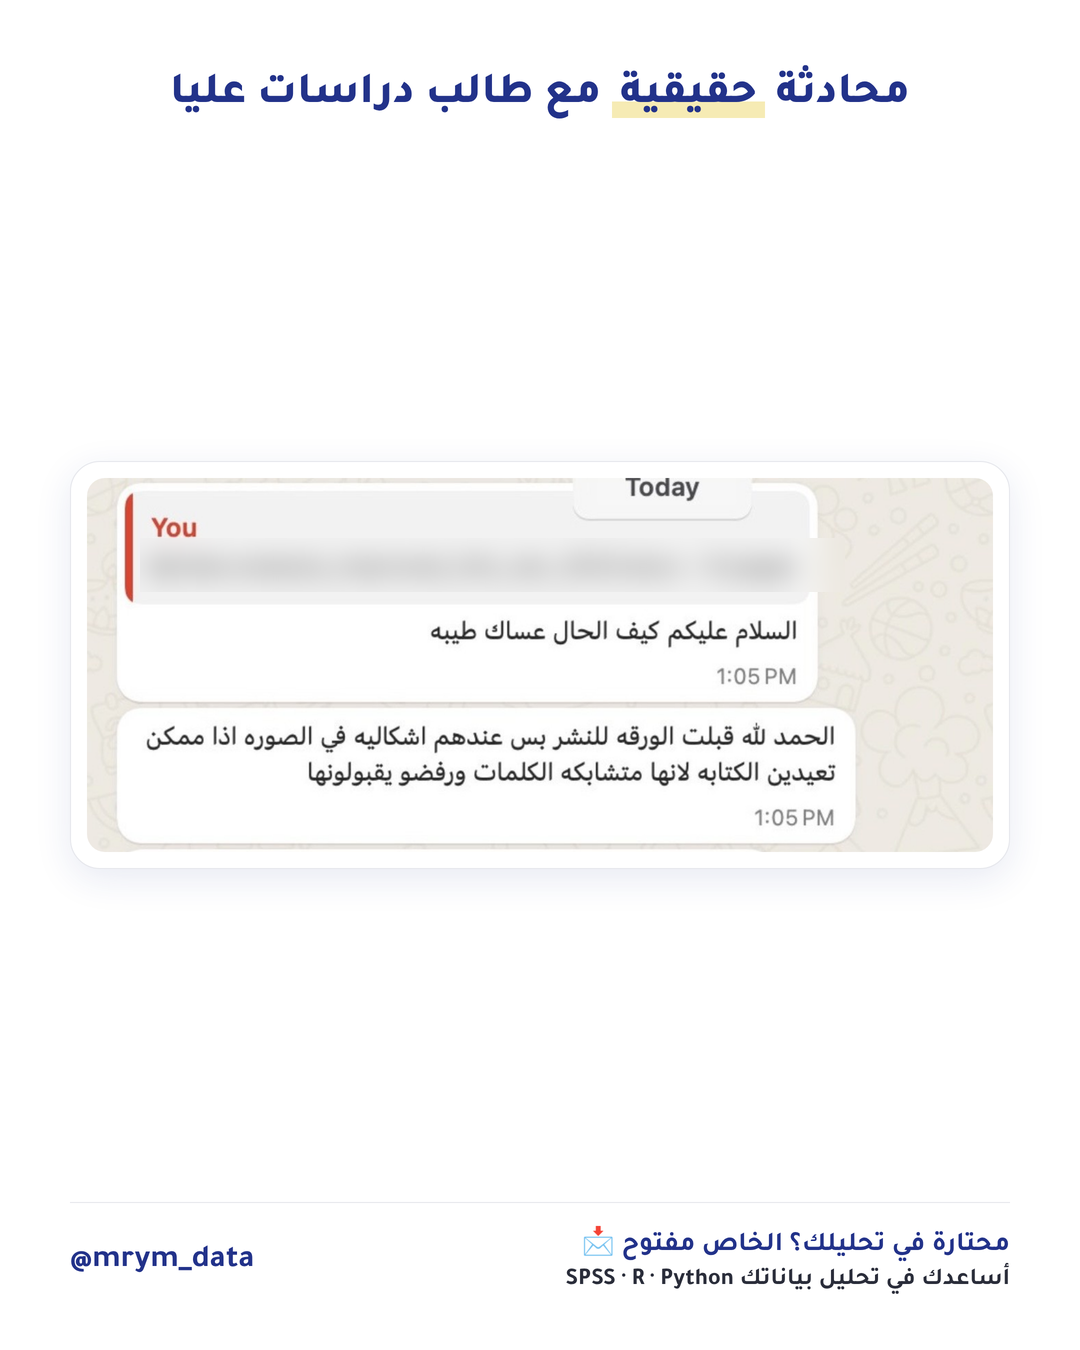 محادثة حقيقية مع طالب دراسات عليا
Today
You
السلام عليكم كيف الحال عساك طيبه
1:05 PM
الحمد لله قبلت الورقه للنشر بس عندهم اشكاليه في الصوره اذا ممكن
تعيدين الكتابه لانها متشابكه الكلمات ورفضو يقبولونها
1:05 PM
محتارة في تحليلك؟ الخاص مفتوح 📩
أساعدك في تحليل بياناتك SPSS · R · Python
@mrym_data